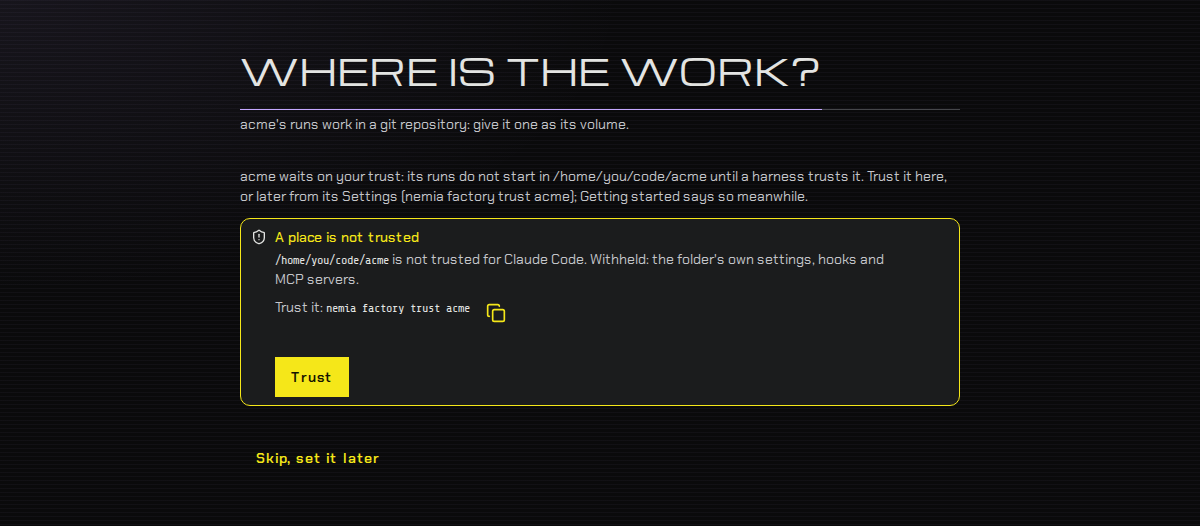 WHERE IS THE WORK?
acme's runs work in a git repository: give it one as its volume.
acme waits on your trust: its runs do not start in /home/you/code/acme until a harness trusts it. Trust it here,
or later from its Settings (nemia factory trust acme); Getting started says so meanwhile.
A place is not trusted
/home/you/code/acme is not trusted for Claude Code. Withheld: the folder's own settings, hooks and
MCP servers.
Trust it: nemia factory trust acme
Trust
Skip, set it later